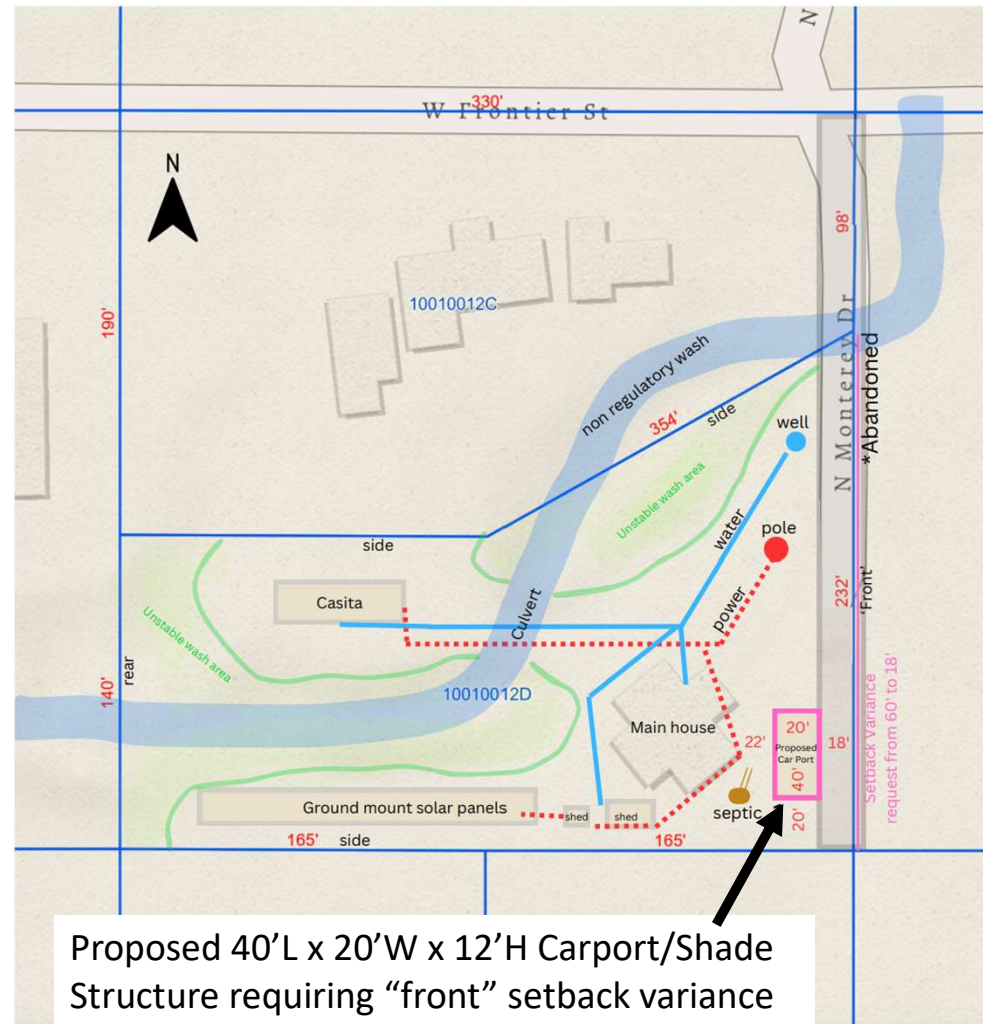 N
W Frontier St
330'
N
98'
10010012C
190'
N Monterey Dr
*Abandoned
non regulatory wash
354'
side
well
Unstable wash area
water
pole
side
Casita
Culvert
power
232'
'Front'
Unstable wash area
rear
140'
10010012D
Main house
22'
20'
Proposed
Car Port
40'
18'
Setback Variance
request from 60' to 18'
Ground mount solar panels
shed
shed
septic
20'
165'
side
165'
Proposed 40'L x 20'W x 12'H Carport/Shade
Structure requiring “front” setback variance